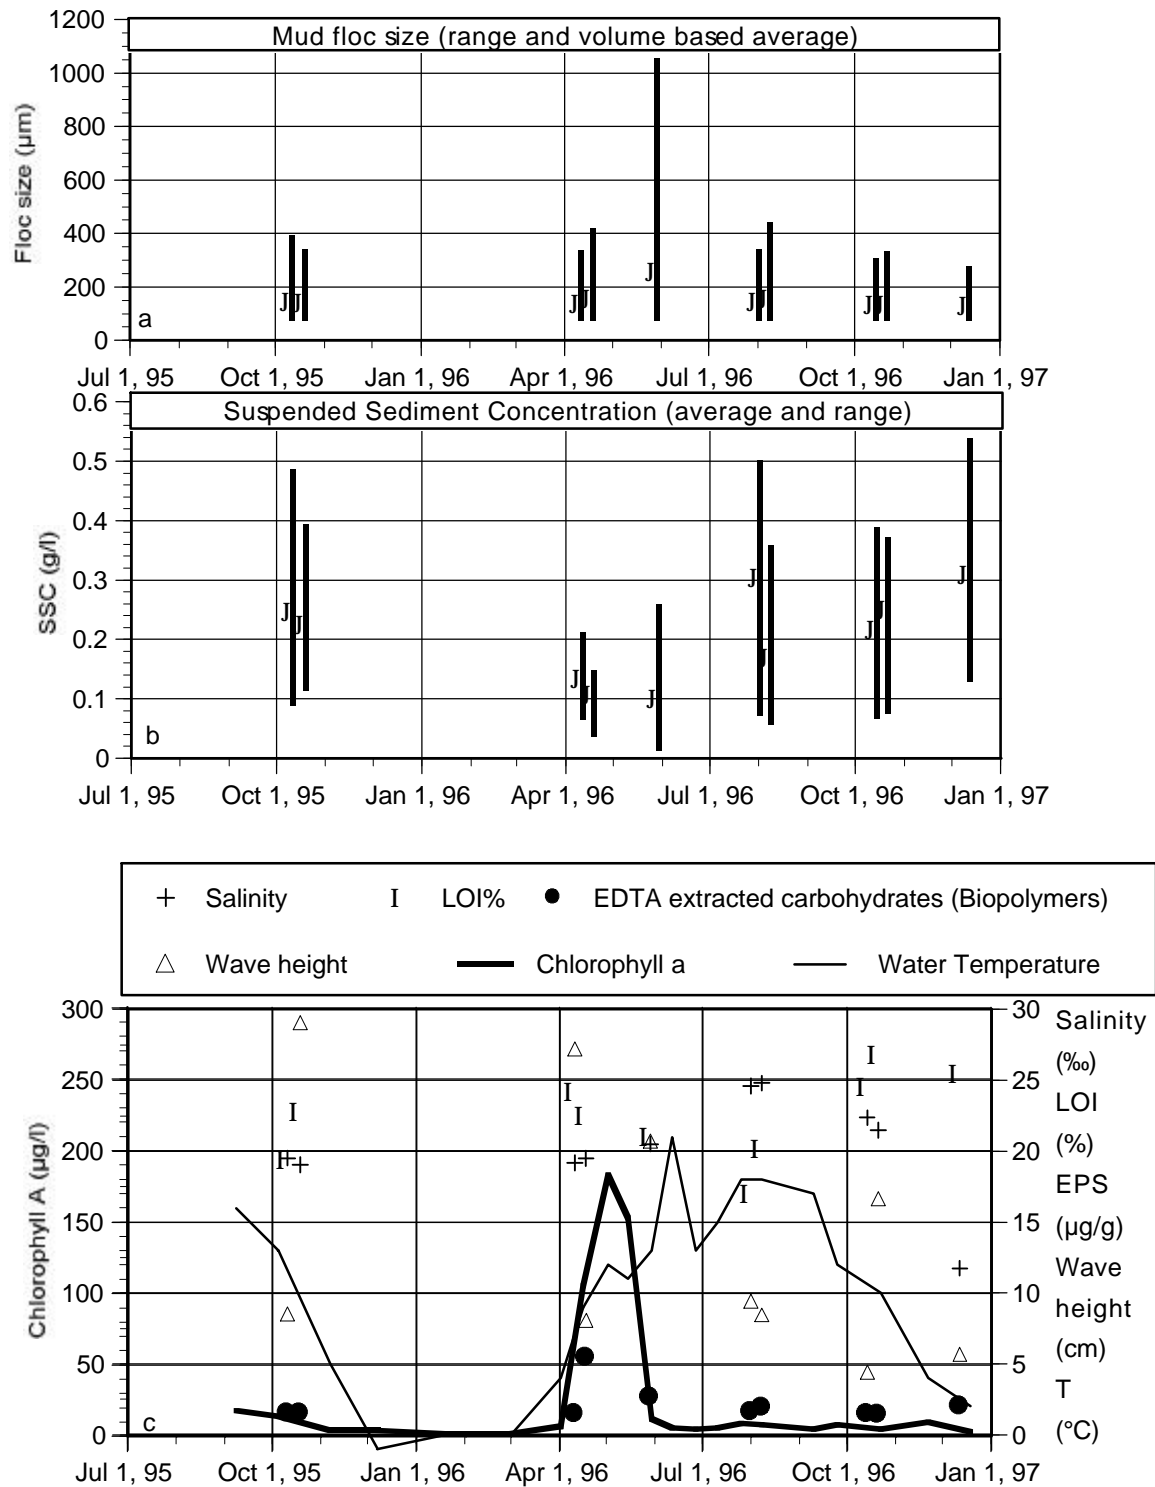 1200
Mud floc size (range and volume based average)
1000
800
600
400
200
0
Floc size (µm)
J J J J J J J J J J
a
Jul 1, 95 Oct 1, 95 Jan 1, 96 Apr 1, 96 Jul 1, 96 Oct 1, 96 Jan 1, 97
0.6
Suspended Sediment Concentration (average and range)
0.5
0.4
0.3
0.2
0.1
0
SSC (g/l)
J J J J J J J J J J
b
Jul 1, 95 Oct 1, 95 Jan 1, 96 Apr 1, 96 Jul 1, 96 Oct 1, 96 Jan 1, 97
Salinity I LOI% EDTA extracted carbohydrates (Biopolymers)
Wave height Chlorophyll a Water Temperature
300
250
200
150
100
50
0
Chlorophyll A (µg/l)
I I I I I I I I I I
c
30
25
20
15
10
5
0
Salinity
(‰)
LOI
(%)
EPS
(µg/g)
Wave
height
(cm)
T
(°C)
Jul 1, 95 Oct 1, 95 Jan 1, 96 Apr 1, 96 Jul 1, 96 Oct 1, 96 Jan 1, 97